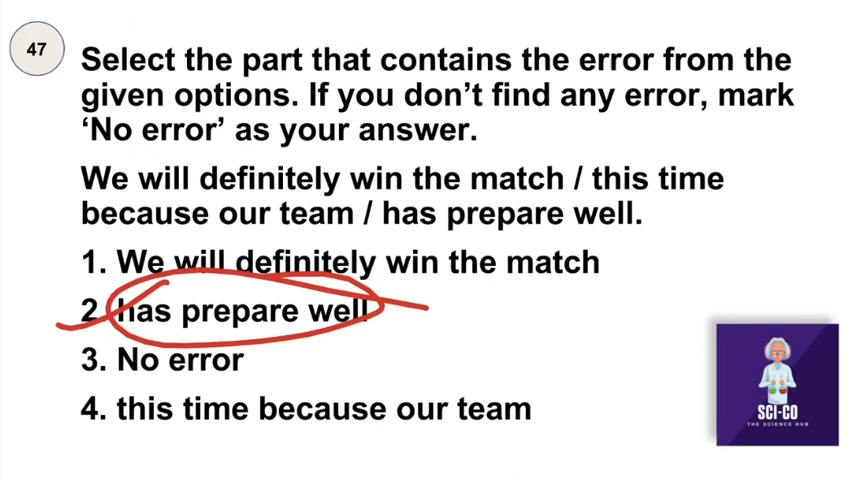 47
Select the part that contains the error from the
given options. If you don’t find any error, mark
‘No error’ as your answer.
We will definitely win the match / this time
because our team / has prepare well.
1. We will definitely win the match
2. has prepare well
3. No error
4. this time because our team
SCI-CO
THE SCIENCE HUB